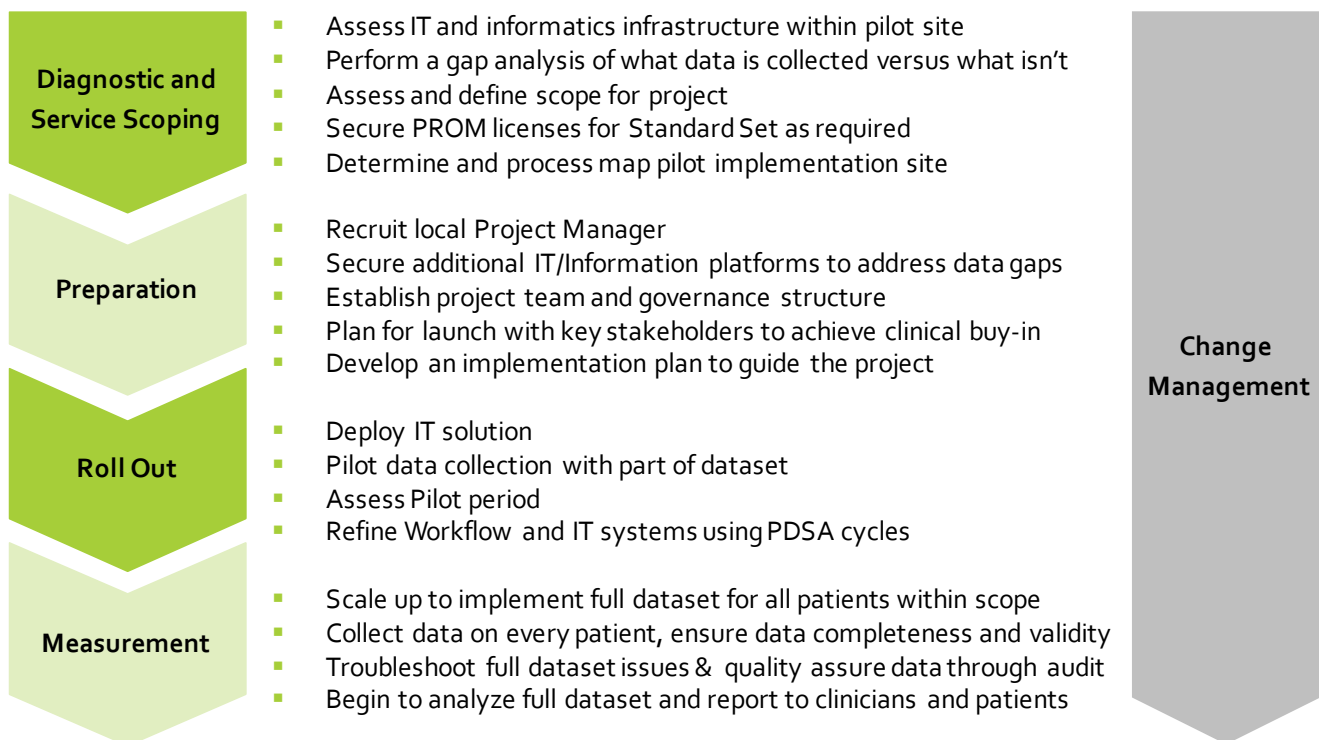 Diagnostic and
Service Scoping
▪ Assess IT and informatics infrastructure within pilot site
▪ Perform a gap analysis of what data is collected versus what isn’t
▪ Assess and define scope for project
▪ Secure PROM licenses for Standard Set as required
▪ Determine and process map pilot implementation site
Preparation
▪ Recruit local Project Manager
▪ Secure additional IT/Information platforms to address data gaps
▪ Establish project team and governance structure
▪ Plan for launch with key stakeholders to achieve clinical buy-in
▪ Develop an implementation plan to guide the project
Roll Out
▪ Deploy IT solution
▪ Pilot data collection with part of dataset
▪ Assess Pilot period
▪ Refine Workflow and IT systems using PDSA cycles
Measurement
▪ Scale up to implement full dataset for all patients within scope
▪ Collect data on every patient, ensure data completeness and validity
▪ Troubleshoot full dataset issues & quality assure data through audit
▪ Begin to analyze full dataset and report to clinicians and patients
Change
Management